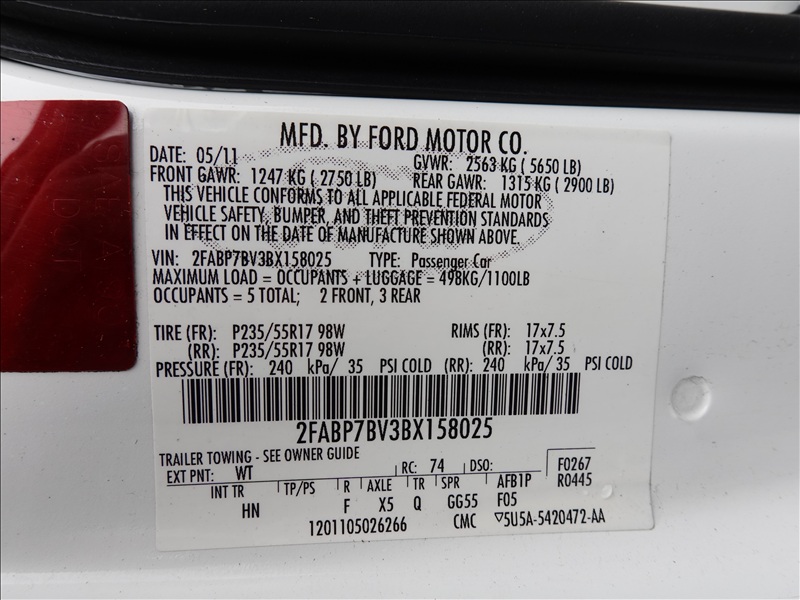 MFD. BY FORD MOTOR CO.
DATE: 05/11 GVWR: 2563 KG ( 5650 LB)
FRONT GAWR: 1247 KG ( 2750 LB) REAR GAWR: 1315 KG ( 2900 LB)
THIS VEHICLE CONFORMS TO ALL APPLICABLE FEDERAL MOTOR
VEHICLE SAFETY, BUMPER, AND THEFT PREVENTION STANDARDS
IN EFFECT ON THE DATE OF MANUFACTURE SHOWN ABOVE.
VIN: 2FABP7BV3BX158025 TYPE: Passenger Car
MAXIMUM LOAD = OCCUPANTS + LUGGAGE = 498KG/1100LB
OCCUPANTS = 5 TOTAL; 2 FRONT, 3 REAR
TIRE (FR): P235/55R17 98W RIMS (FR): 17x7.5
(RR): P235/55R17 98W (RR): 17x7.5
PRESSURE (FR): 240 kPa/ 35 PSI COLD (RR): 240 kPa/ 35 PSI COLD
2FABP7BV3BX158025
TRAILER TOWING - SEE OWNER GUIDE
EXT PNT: WT RC: 74 DSO: F0267
R0445
INT TR TP/PS R AXLE TR SPR AFB1P
HN F X5 Q GG55 F05
1201105026266 CMC ▽5U5A-5420472-AA